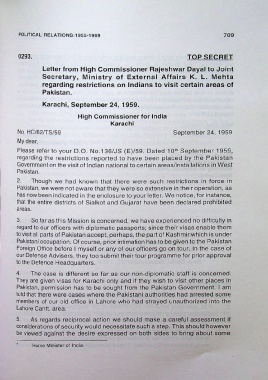 POLITICAL RELATIONS:1955-1969 709
0293. TOP SECRET
Letter from High Commissioner Rajeshwar Dayal to Joint
Secretary, Ministry of External Affairs K. L. Mehta
regarding restrictions on Indians to visit certain areas of
Pakistan.
Karachi, September 24, 1959.
High Commission for India
Karachi
No.HC/62/TS/59 September 24, 1959
My dear,
Please refer to your D.O. No.136/JS (E)/59. Dated 10th September 1959,
regarding the restrictions reported to have been placed by the Pakistan
Government on the visit of Indian national to certain areas/installations in West
Pakistan.
2. Though we had known that there were such restrictions in force in
Pakistan, we were not aware that they were so extensive in their operation, as
has now been indicated in the enclosure to your letter. We notice, for instance,
that the entire districts of Sialkot and Gujarat have been declared prohibited
areas.
3. So far as this Mission is concerned, we have experienced no difficulty in
regard to our officers with diplomatic passports; since their visas enable them
to visit all parts of Pakistan except, perhaps, the part of Kashmir which is under
Pakistani occupation. Of course, prior intimation has to be given to the Pakistan
Foreign Office before I myself or any of our officers go on tour. In the case of
our Defence Advisers, they too submit their tour programme for prior approval
to the Defence Headquarters.
4. The case is different so far as our non-diplomatic staff is concerned.
They are given visas for Karachi only and if they wish to visit other places in
Pakistan, permission has to be sought from the Pakistan Government. I am
told that there were cases where the Pakistani authorities had arrested some
members of our old office in Lahore who had strayed unauthorized into the
Lahore Cantt. area.
5. As regards reciprocal action we should make a careful assessment if
considerations of security would necessitate such a step. This should however
be viewed against the desire expressed on both sides to bring about some
Home Minister of India